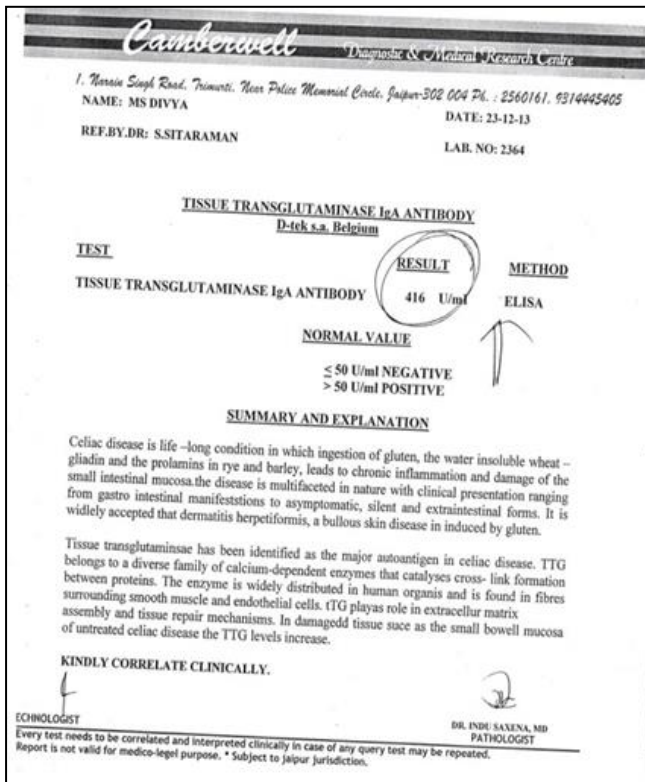 Camberwell Diagnostic & Medical Research Centre
1, Narain Singh Road, Trimurti, Near Police Memorial Circle, Jaipur-302 004 Ph. : 2560161, 9314445405
NAME: MS DIVYA
DATE: 23-12-13
REF.BY.DR: S.SITARAMAN
LAB. NO: 2364
TISSUE TRANSGLUTAMINASE IgA ANTIBODY
D-tek s.a. Belgium
TEST RESULT METHOD
TISSUE TRANSGLUTAMINASE IgA ANTIBODY 416 U/ml ELISA
NORMAL VALUE
≤ 50 U/ml NEGATIVE
> 50 U/ml POSITIVE
SUMMARY AND EXPLANATION
Celiac disease is life –long condition in which ingestion of gluten, the water insoluble wheat –
gliadin and the prolamins in rye and barley, leads to chronic inflammation and damage of the
small intestinal mucosa.the disease is multifaceted in nature with clinical presentation ranging
from gastro intestinal manifeststions to asymptomatic, silent and extraintestinal forms. It is
widlely accepted that dermatitis herpetiformis, a bullous skin disease in induced by gluten.
Tissue transglutaminsae has been identified as the major autoantigen in celiac disease. TTG
belongs to a diverse family of calcium-dependent enzymes that catalyses cross- link formation
between proteins. The enzyme is widely distributed in human organis and is found in fibres
surrounding smooth muscle and endothelial cells. tTG playas role in extracellur matrix
assembly and tissue repair mechanisms. In damagedd tissue suce as the small bowell mucosa
of untreated celiac disease the TTG levels increase.
KINDLY CORRELATE CLINICALLY.
ECHNOLOGIST
DR. INDU SAXENA, MD
PATHOLOGIST
Every test needs to be correlated and interpreted clinically in case of any query test may be repeated.
Report is not valid for medico-legel purpose. * Subject to jaipur jurisdiction.